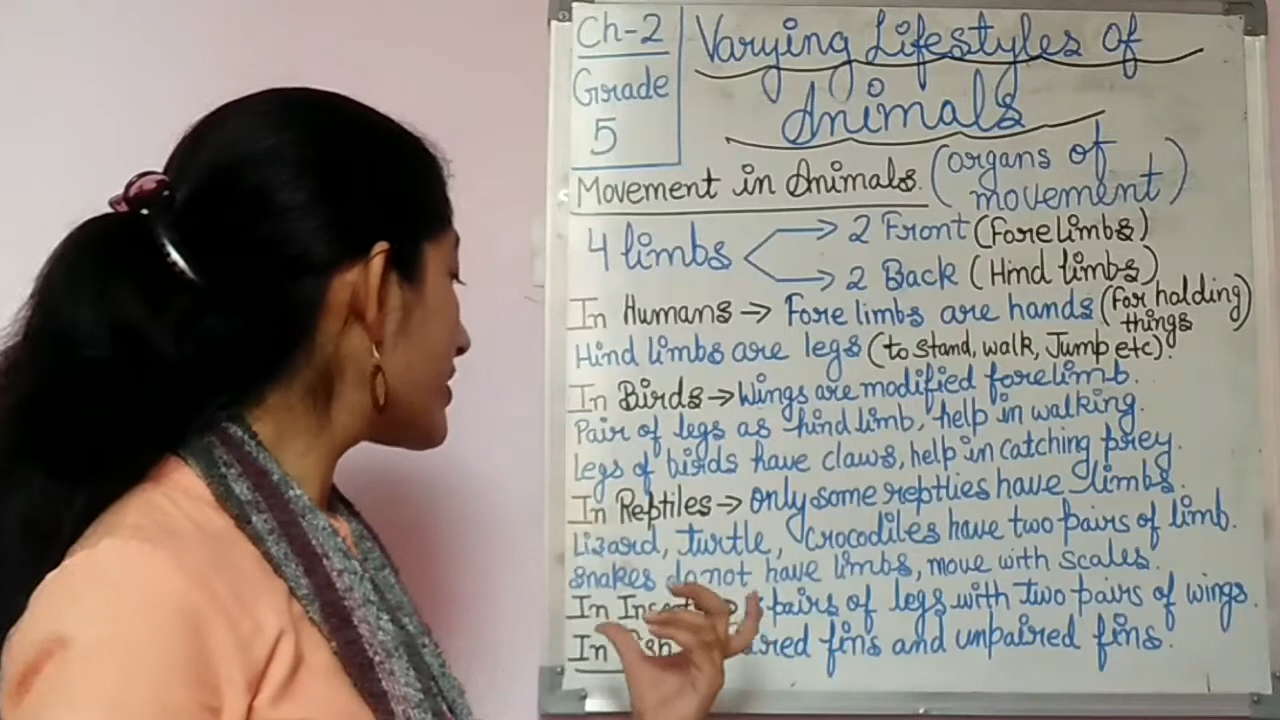 Ch-2
Grade
5
Varying Lifestyles of
Animals
Movement in Animals. (organs of
movement)
4 limbs → 2 Front (Forelimbs)
→ 2 Back (Hind limbs)
In Humans → Fore limbs are hands (for holding)
things
Hind limbs are legs (to stand, walk, Jump etc).
In Birds → Wings are modified forelimb.
Pair of legs as hind limb, help in walking.
Legs of birds have claws, help in catching prey.
In Reptiles → only some reptlies have limbs.
Lizard, turtle, crocodiles have two pairs of limb.
Snakes do not have limbs, move with scales.
In pairs of legs with two pairs of wings.
In fins and unpaired fins.